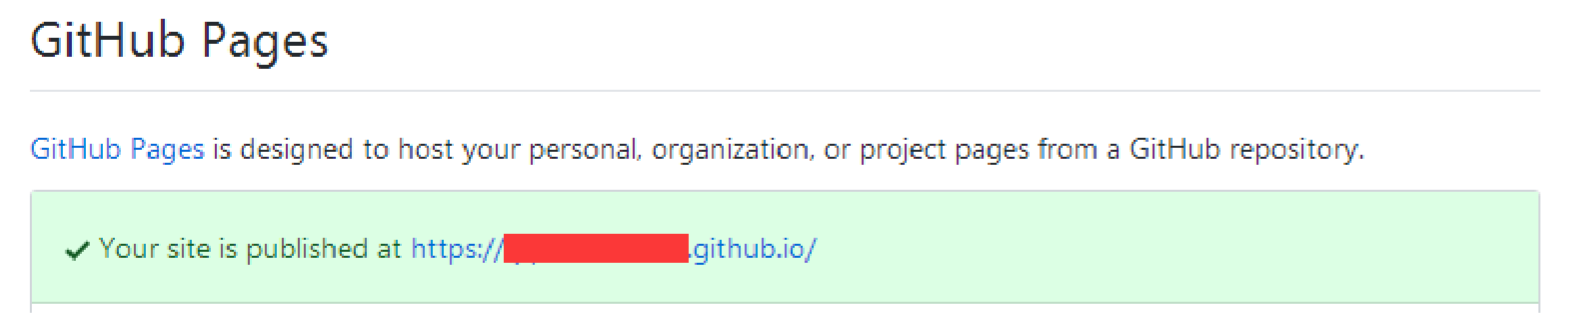 GitHub Pages
GitHub Pages is designed to host your personal, organization, or project pages from a GitHub repository.
Your site is published at https://.github.io/